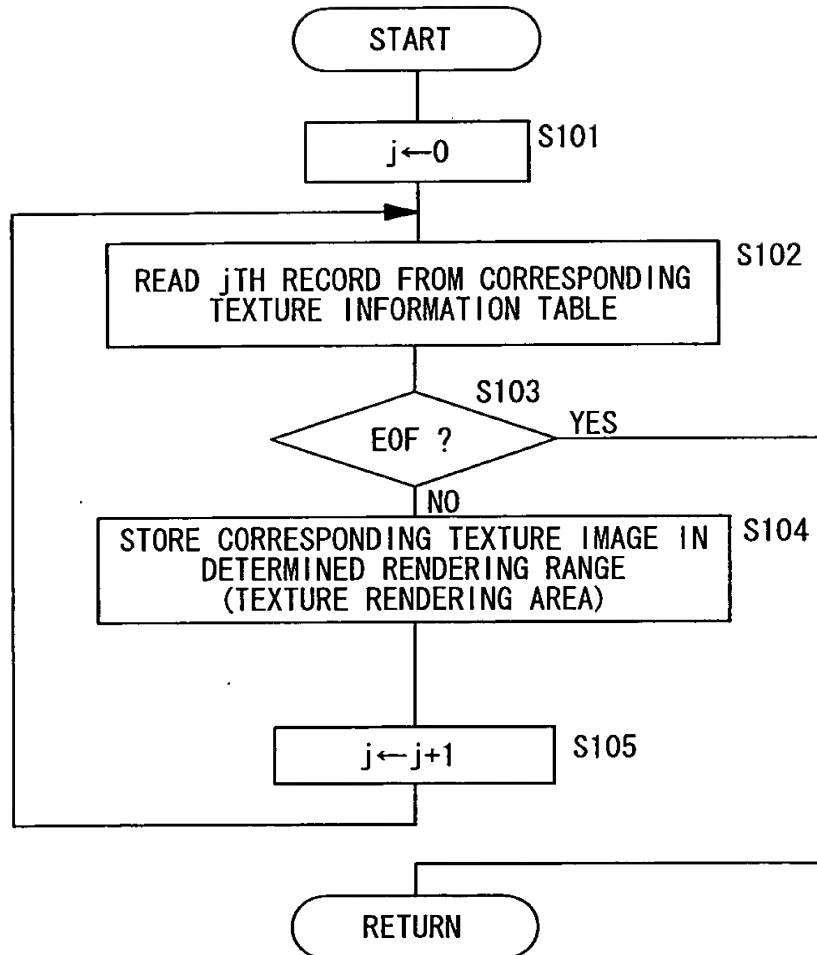 START
j←0
S101
READ jTH RECORD FROM CORRESPONDING
TEXTURE INFORMATION TABLE
S102
S103
EOF ?
YES
NO
STORE CORRESPONDING TEXTURE IMAGE IN
DETERMINED RENDERING RANGE
(TEXTURE RENDERING AREA)
S104
j←j+1
S105
RETURN